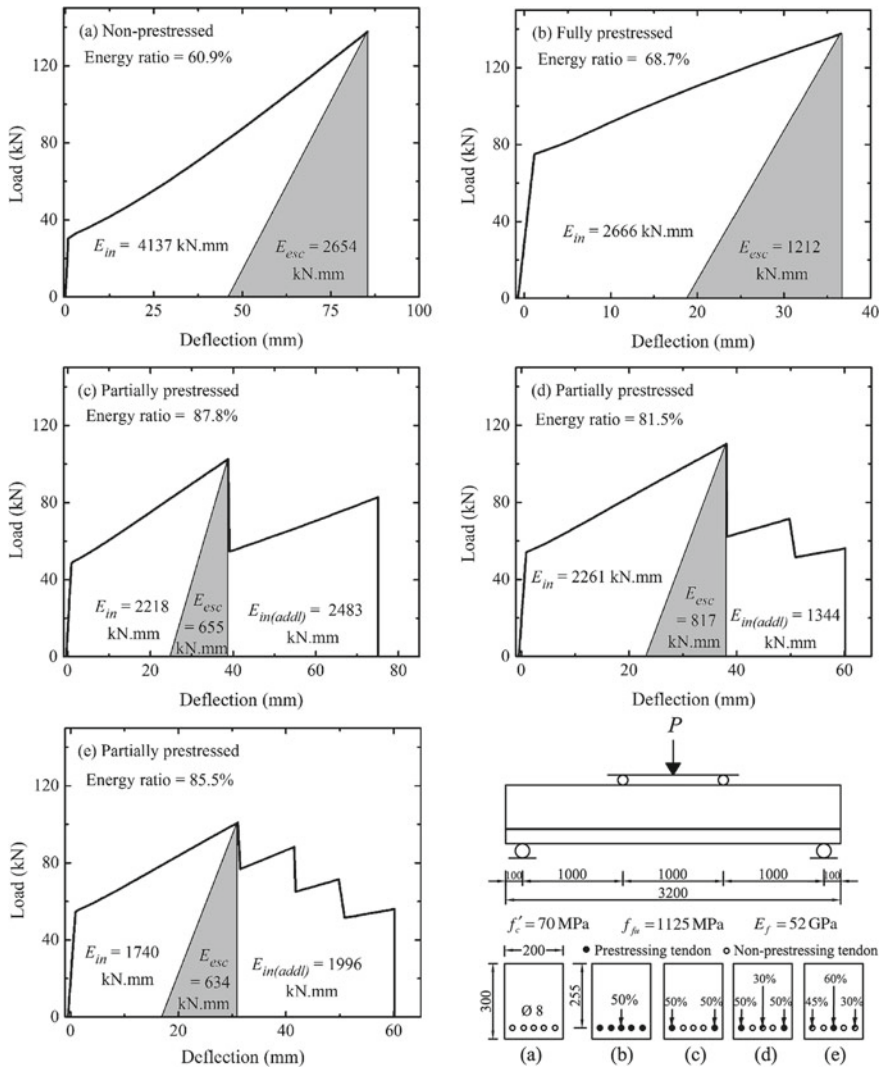 (a) Non-prestressed
Energy ratio = 60.9%
Load (kN)
120
80
40
0
E_in = 4137 kN.mm
E_esc = 2654
kN.mm
0 25 50 75 100
Deflection (mm)
(b) Fully prestressed
Energy ratio = 68.7%
Load (kN)
120
80
40
0
E_in = 2666 kN.mm
E_esc = 1212
kN.mm
0 10 20 30 40
Deflection (mm)
(c) Partially prestressed
Energy ratio = 87.8%
Load (kN)
120
80
40
0
E_in = 2218
kN.mm
E_esc
= 655
kN.mm
E_in(addl) = 2483
kN.mm
0 20 40 60 80
Deflection (mm)
(d) Partially prestressed
Energy ratio = 81.5%
Load (kN)
120
80
40
0
E_in = 2261 kN.mm
E_esc
= 817
kN.mm
E_in(addl) = 1344
kN.mm
0 20 40 60
Deflection (mm)
(e) Partially prestressed
Energy ratio = 85.5%
Load (kN)
120
80
40
0
E_in = 1740
kN.mm
E_esc
= 634
kN.mm
E_in(addl) = 1996
kN.mm
0 20 40 60
Deflection (mm)
P
100 1000 1000 1000 100
3200
f'_c = 70 MPa f_fu = 1125 MPa E_f = 52 GPa
200 ● Prestressing tendon ○ Non-prestressing tendon
300
Ø 8
255
50%
50% 50%
30%
50% 50%
60%
45% 30%
(a) (b) (c) (d) (e)